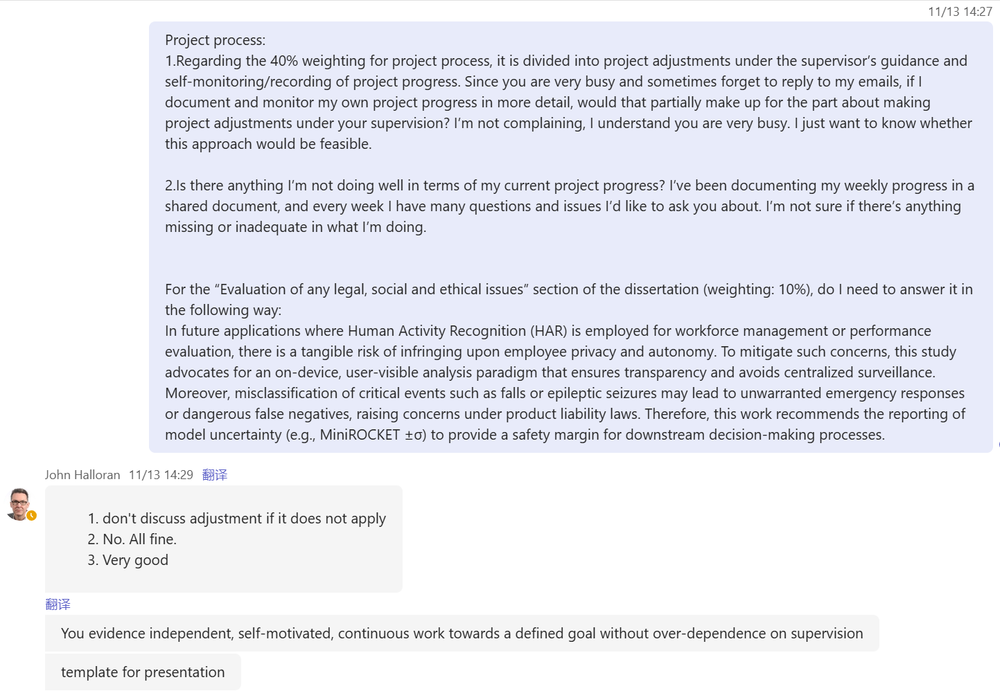 11/13 14:27
Project process:
1.Regarding the 40% weighting for project process, it is divided into project adjustments under the supervisor’s guidance and
self-monitoring/recording of project progress. Since you are very busy and sometimes forget to reply to my emails, if I
document and monitor my own project progress in more detail, would that partially make up for the part about making
project adjustments under your supervision? I’m not complaining, I understand you are very busy. I just want to know whether
this approach would be feasible.
2.Is there anything I’m not doing well in terms of my current project progress? I’ve been documenting my weekly progress in a
shared document, and every week I have many questions and issues I’d like to ask you about. I’m not sure if there’s anything
missing or inadequate in what I’m doing.
For the “Evaluation of any legal, social and ethical issues” section of the dissertation (weighting: 10%), do I need to answer it in
the following way:
In future applications where Human Activity Recognition (HAR) is employed for workforce management or performance
evaluation, there is a tangible risk of infringing upon employee privacy and autonomy. To mitigate such concerns, this study
advocates for an on-device, user-visible analysis paradigm that ensures transparency and avoids centralized surveillance.
Moreover, misclassification of critical events such as falls or epileptic seizures may lead to unwarranted emergency responses
or dangerous false negatives, raising concerns under product liability laws. Therefore, this work recommends the reporting of
model uncertainty (e.g., MiniROCKET ±σ) to provide a safety margin for downstream decision-making processes.
John Halloran 11/13 14:29 翻译
1. don't discuss adjustment if it does not apply
2. No. All fine.
3. Very good
翻译
You evidence independent, self-motivated, continuous work towards a defined goal without over-dependence on supervision
template for presentation